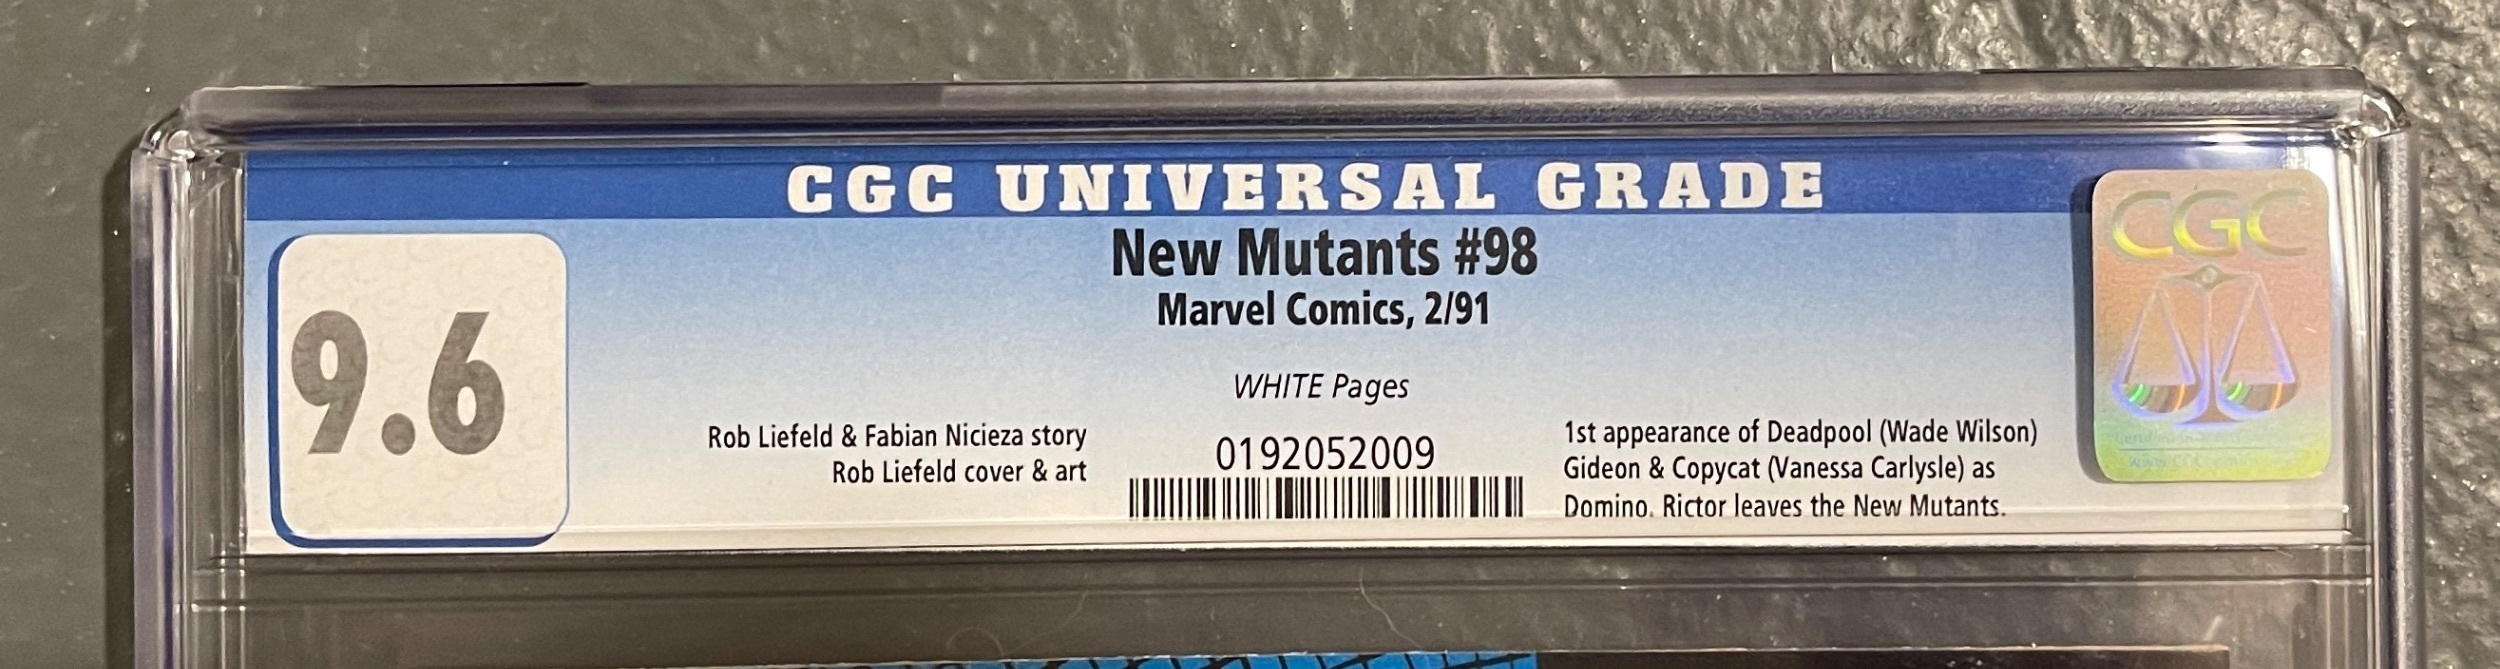 CGC UNIVERSAL GRADE
9.6
New Mutants #98
Marvel Comics, 2/91
WHITE Pages
Rob Liefeld & Fabian Nicieza story
Rob Liefeld cover & art
0192052009
1st appearance of Deadpool (Wade Wilson)
Gideon & Copycat (Vanessa Carlysle) as
Domino. Rictor leaves the New Mutants.
CGC